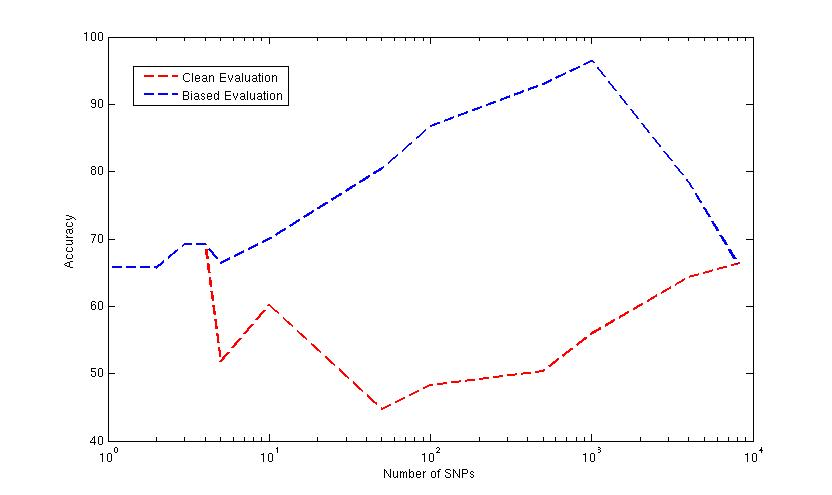 100
90
80
70
60
50
40
Accuracy
Clean Evaluation
Biased Evaluation
10^0 10^1 10^2 10^3 10^4
Number of SNPs